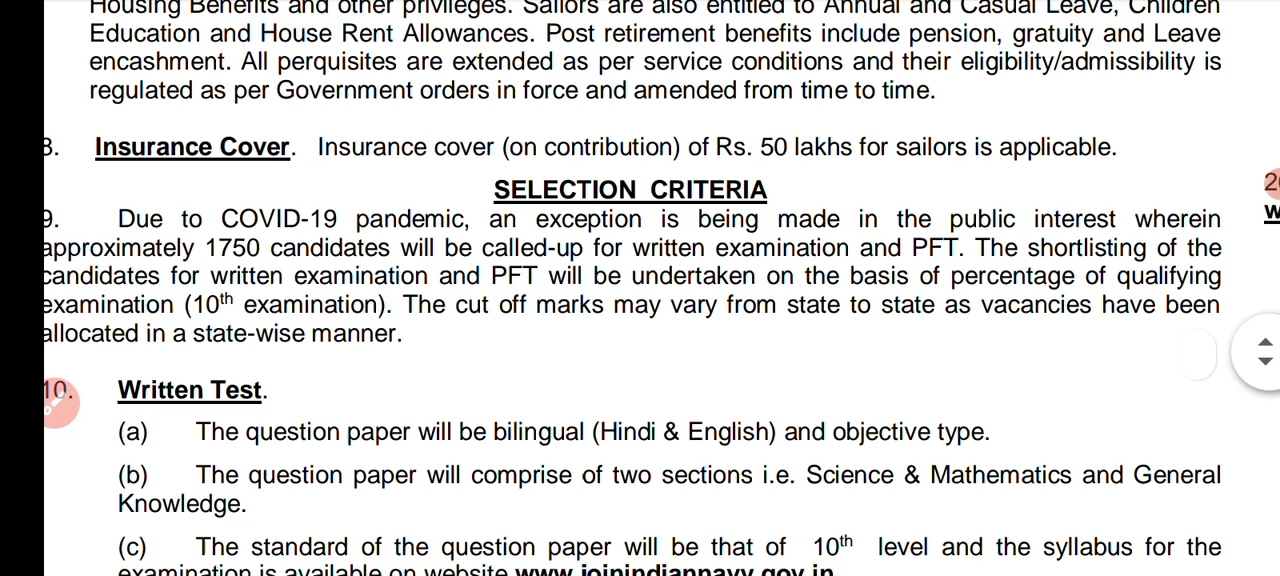 Housing Benefits and other privileges. Sailors are also entitled to Annual and Casual Leave, Children
Education and House Rent Allowances. Post retirement benefits include pension, gratuity and Leave
encashment. All perquisites are extended as per service conditions and their eligibility/admissibility is
regulated as per Government orders in force and amended from time to time.
8. Insurance Cover. Insurance cover (on contribution) of Rs. 50 lakhs for sailors is applicable.
SELECTION CRITERIA
9. Due to COVID-19 pandemic, an exception is being made in the public interest wherein
approximately 1750 candidates will be called-up for written examination and PFT. The shortlisting of the
candidates for written examination and PFT will be undertaken on the basis of percentage of qualifying
examination (10th examination). The cut off marks may vary from state to state as vacancies have been
allocated in a state-wise manner.
10. Written Test.
(a) The question paper will be bilingual (Hindi & English) and objective type.
(b) The question paper will comprise of two sections i.e. Science & Mathematics and General
Knowledge.
(c) The standard of the question paper will be that of 10th level and the syllabus for the
examination is available on website www.joinindiannavy.gov.in